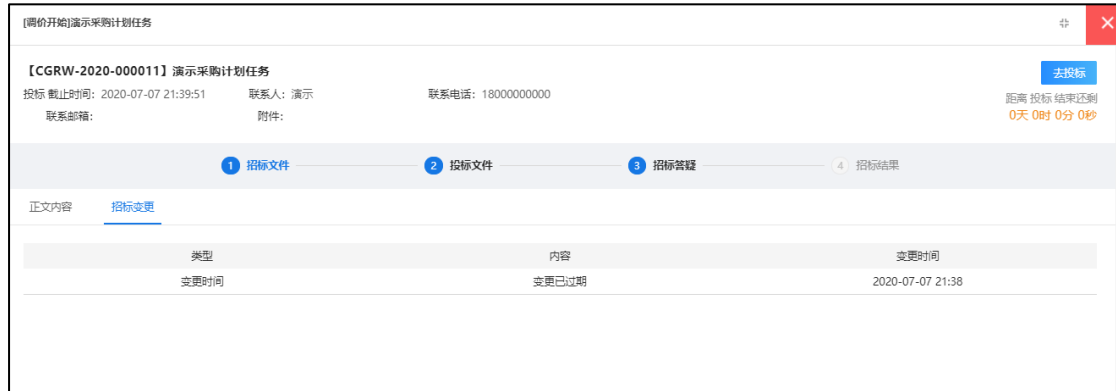 [调价开始]演示采购计划任务
【CGRW-2020-000011】演示采购计划任务
去投标
投标 截止时间：2020-07-07 21:39:51 联系人：演示 联系电话：18000000000
距离 投标 结束还剩
联系邮箱： 附件：
0天 0时 0分 0秒
1 招标文件 2 投标文件 3 招标答疑 4 招标结果
正文内容 招标变更
类型 内容 变更时间
变更时间 变更已过期 2020-07-07 21:38